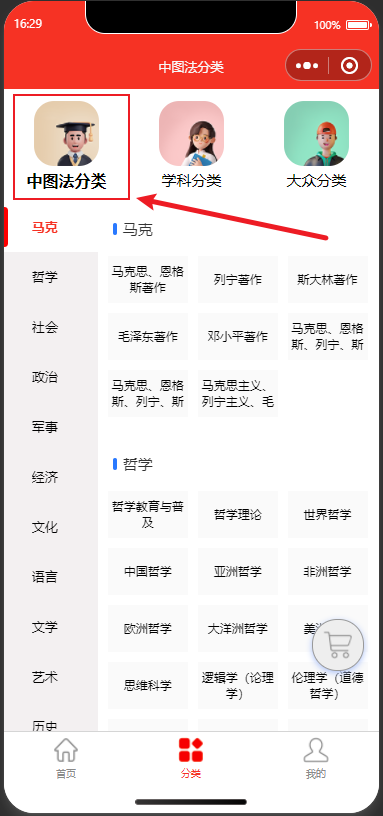 16:29
100%
中图法分类
中图法分类
学科分类
大众分类
马克
哲学
社会
政治
军事
经济
文化
语言
文学
艺术
历史
马克
马克思、恩格
斯著作
列宁著作
斯大林著作
毛泽东著作
邓小平著作
马克思、恩格
斯、列宁、斯
马克思、恩格
斯、列宁、斯
马克思主义、
列宁主义、毛
哲学
哲学教育与普
及
哲学理论
世界哲学
中国哲学
亚洲哲学
非洲哲学
欧洲哲学
大洋洲哲学
美
思维科学
逻辑学（论理
学）
伦理学（道德
哲学）
首页
分类
我的